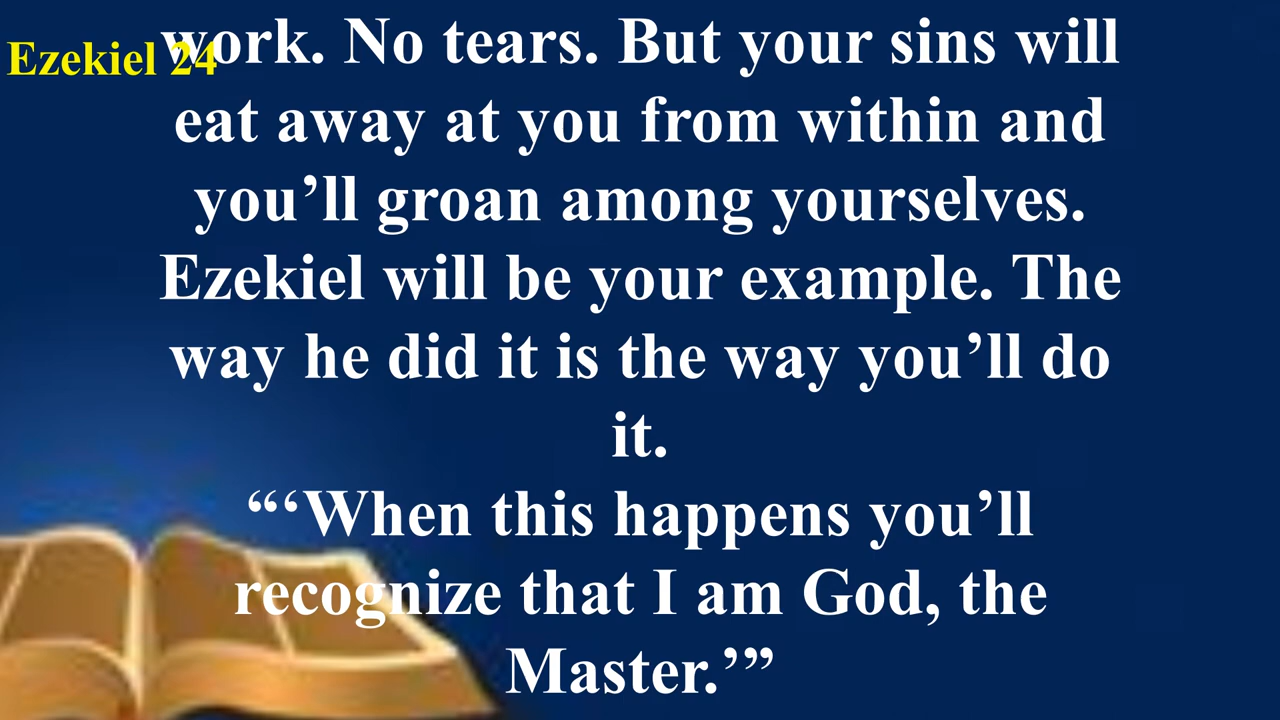 Ezekiel 24
work. No tears. But your sins will
eat away at you from within and
you’ll groan among yourselves.
Ezekiel will be your example. The
way he did it is the way you’ll do
it.
“‘When this happens you’ll
recognize that I am God, the
Master.’”